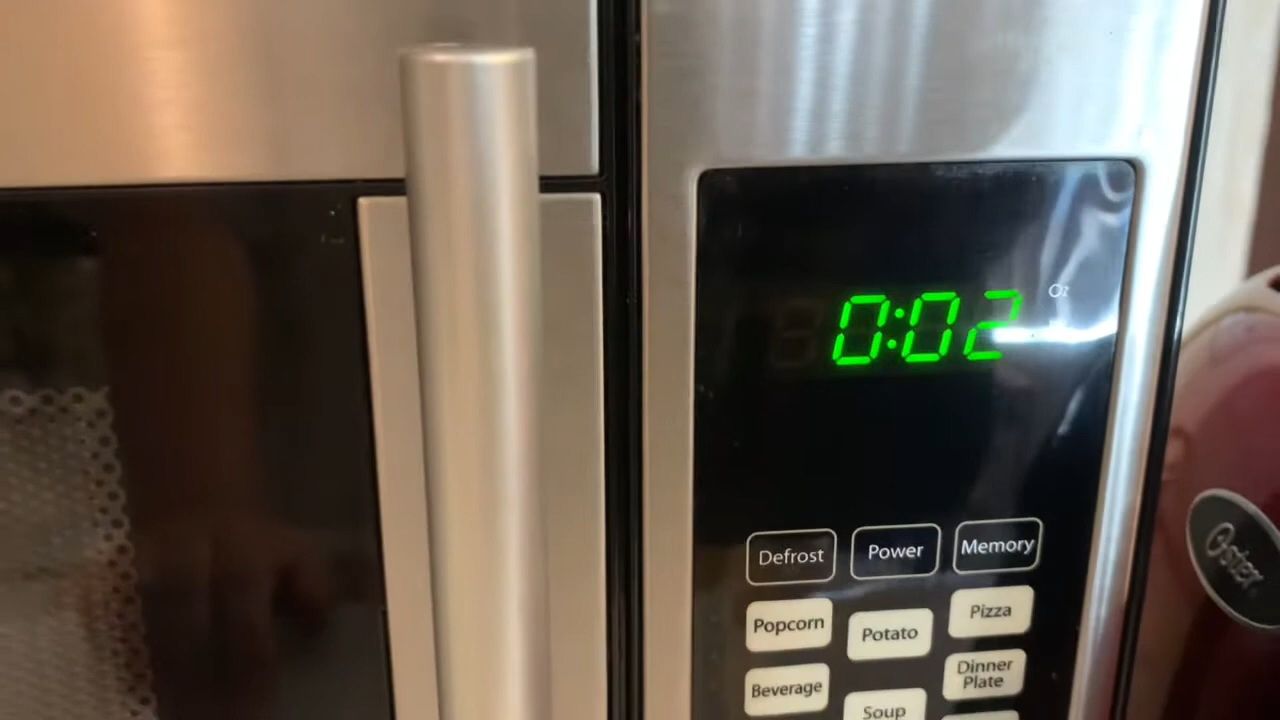 0:02
Oz
Defrost
Power
Memory
Popcorn
Potato
Pizza
Beverage
Soup
Dinner
Plate
Oster